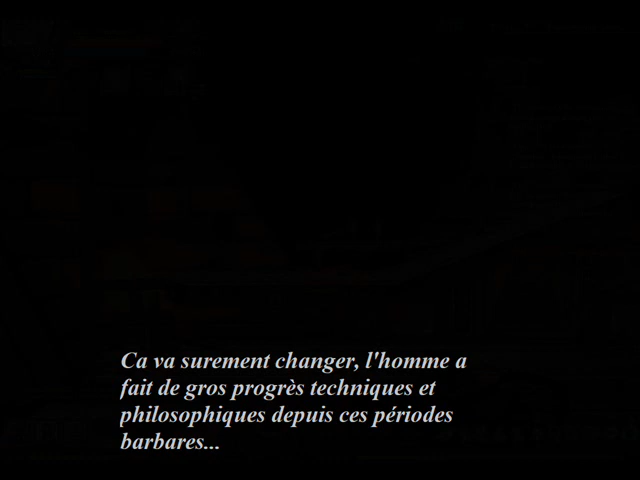 Ca va surement changer, l'homme a
fait de gros progrès techniques et
philosophiques depuis ces périodes
barbares...